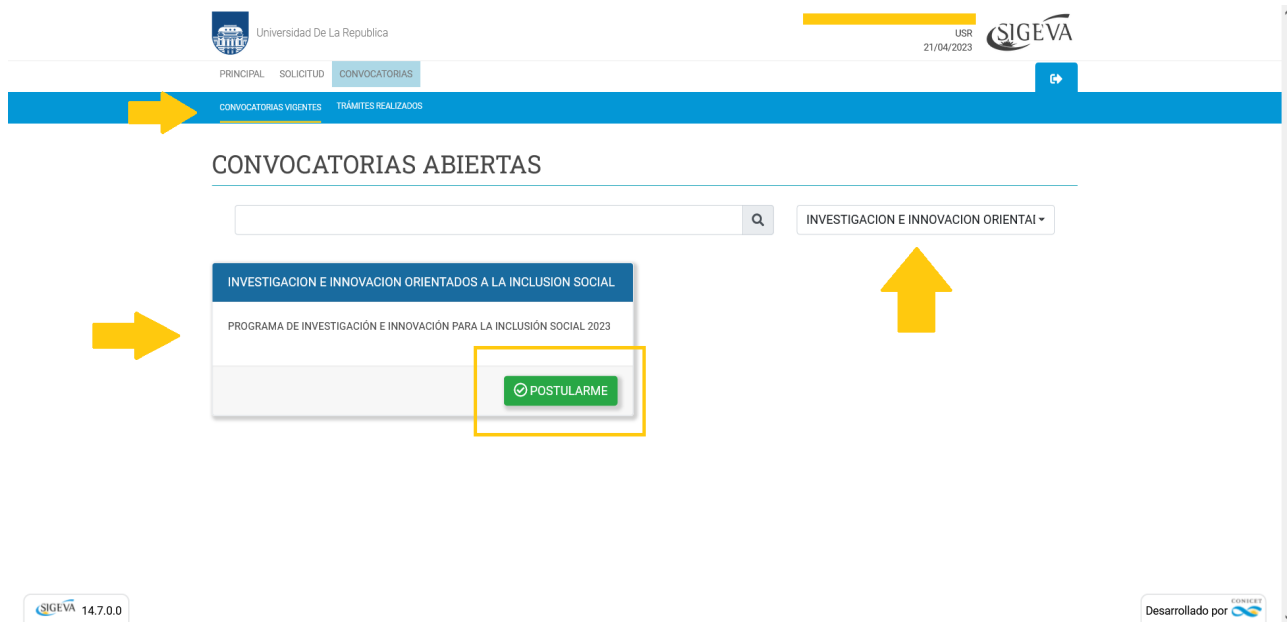 Universidad De La Republica
USR
21/04/2023
SIGEVA
PRINCIPAL SOLICITUD CONVOCATORIAS
CONVOCATORIAS VIGENTES TRÁMITES REALIZADOS
CONVOCATORIAS ABIERTAS
INVESTIGACION E INNOVACION ORIENTAI
INVESTIGACION E INNOVACION ORIENTADOS A LA INCLUSION SOCIAL
PROGRAMA DE INVESTIGACIÓN E INNOVACIÓN PARA LA INCLUSIÓN SOCIAL 2023
POSTULARME
SIGEVA 14.7.0.0
Desarrollado por CONICET